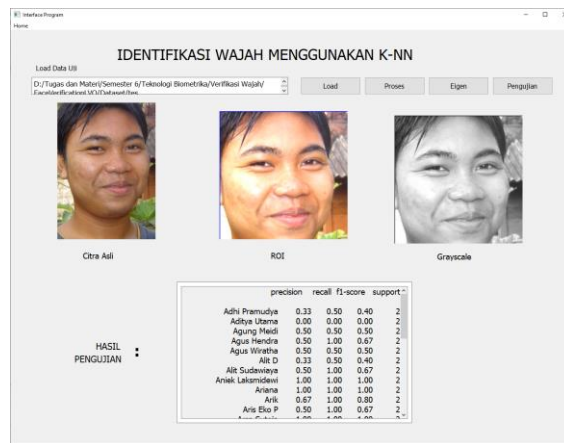 Interface Program
Home
IDENTIFIKASI WAJAH MENGGUNAKAN K-NN
Load Data Uji
D:/Tugas dan Materi/Semester 6/Teknologi Biometrika/Verifikasi Wajah/
Load Proses Eigen Pengujian
Citra Asli ROI Grayscale
precision recall f1-score support
Adhi Pramudya 0.33 0.50 0.40 2
Aditya Utama 0.00 0.00 0.00 2
Agung Meidi 0.50 0.50 0.50 2
Agus Hendra 0.50 1.00 0.67 2
Agus Wiratha 0.50 0.50 0.50 2
Alit D 0.33 0.50 0.40 2
Alit Sudawiaya 0.50 1.00 0.67 2
Aniek Laksmidewi 1.00 1.00 1.00 2
Ariana 1.00 1.00 1.00 2
Arik 0.67 1.00 0.80 2
Aris Eko P 0.50 1.00 0.67 2
HASIL
PENGUJIAN :